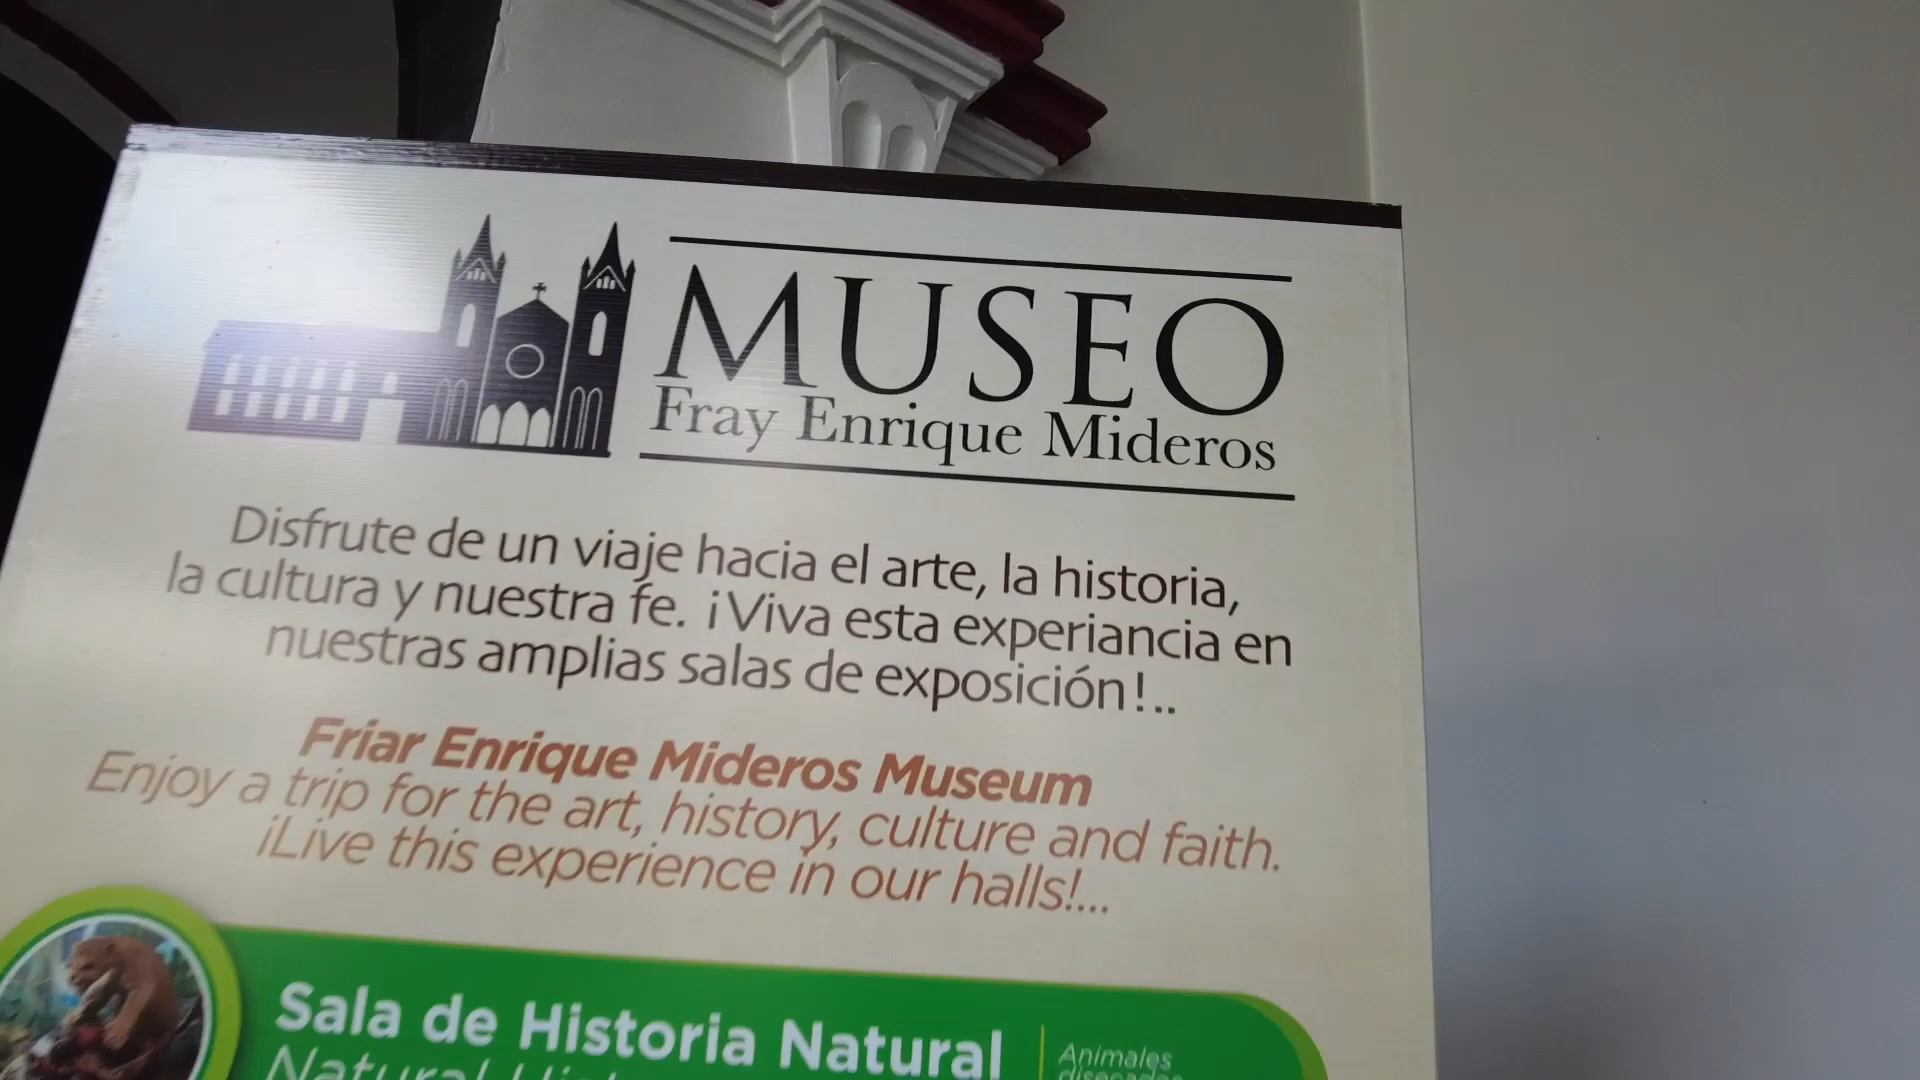 MUSEO
Fray Enrique Mideros
Disfrute de un viaje hacia el arte, la historia,
la cultura y nuestra fe. ¡Viva esta experiancia en
nuestras amplias salas de exposición!..
Friar Enrique Mideros Museum
Enjoy a trip for the art, history, culture and faith.
¡Live this experience in our halls!...
Sala de Historia Natural
Animales
Natural